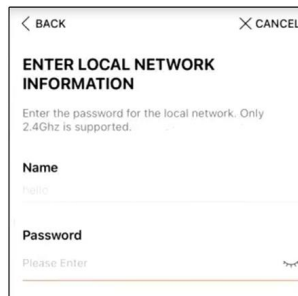 BACK
CANCEL
ENTER LOCAL NETWORK
INFORMATION
Enter the password for the local network. Only
2.4Ghz is supported.
Name
hello
Password
Please Enter